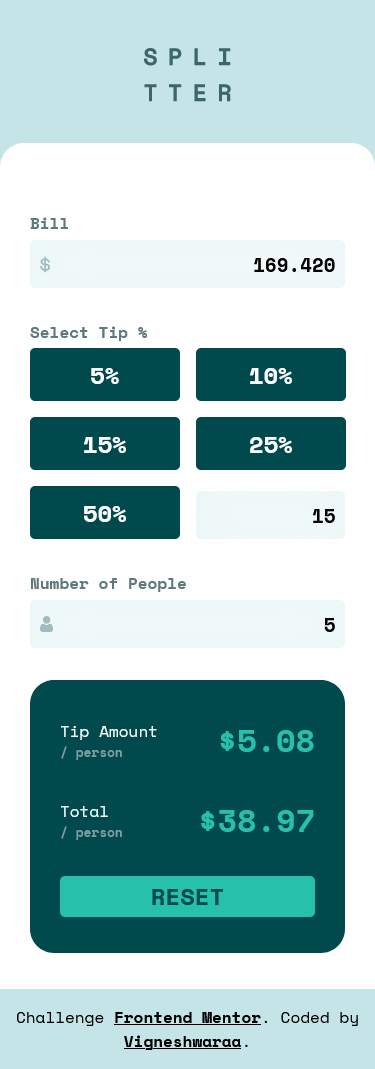 SPLI
TTER
Bill
$ 169.420
Select Tip %
5% 10%
15% 25%
50% 15
Number of People
5
Tip Amount $5.08
/ person
Total $38.97
/ person
RESET
Challenge Frontend Mentor. Coded by
Vigneshwaraa.